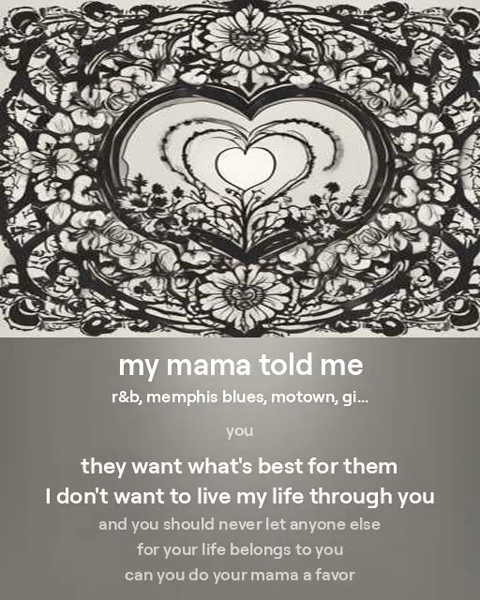 my mama told me
r&b, memphis blues, motown, gi...
you
they want what's best for them
I don't want to live my life through you
and you should never let anyone else
for your life belongs to you
can you do your mama a favor